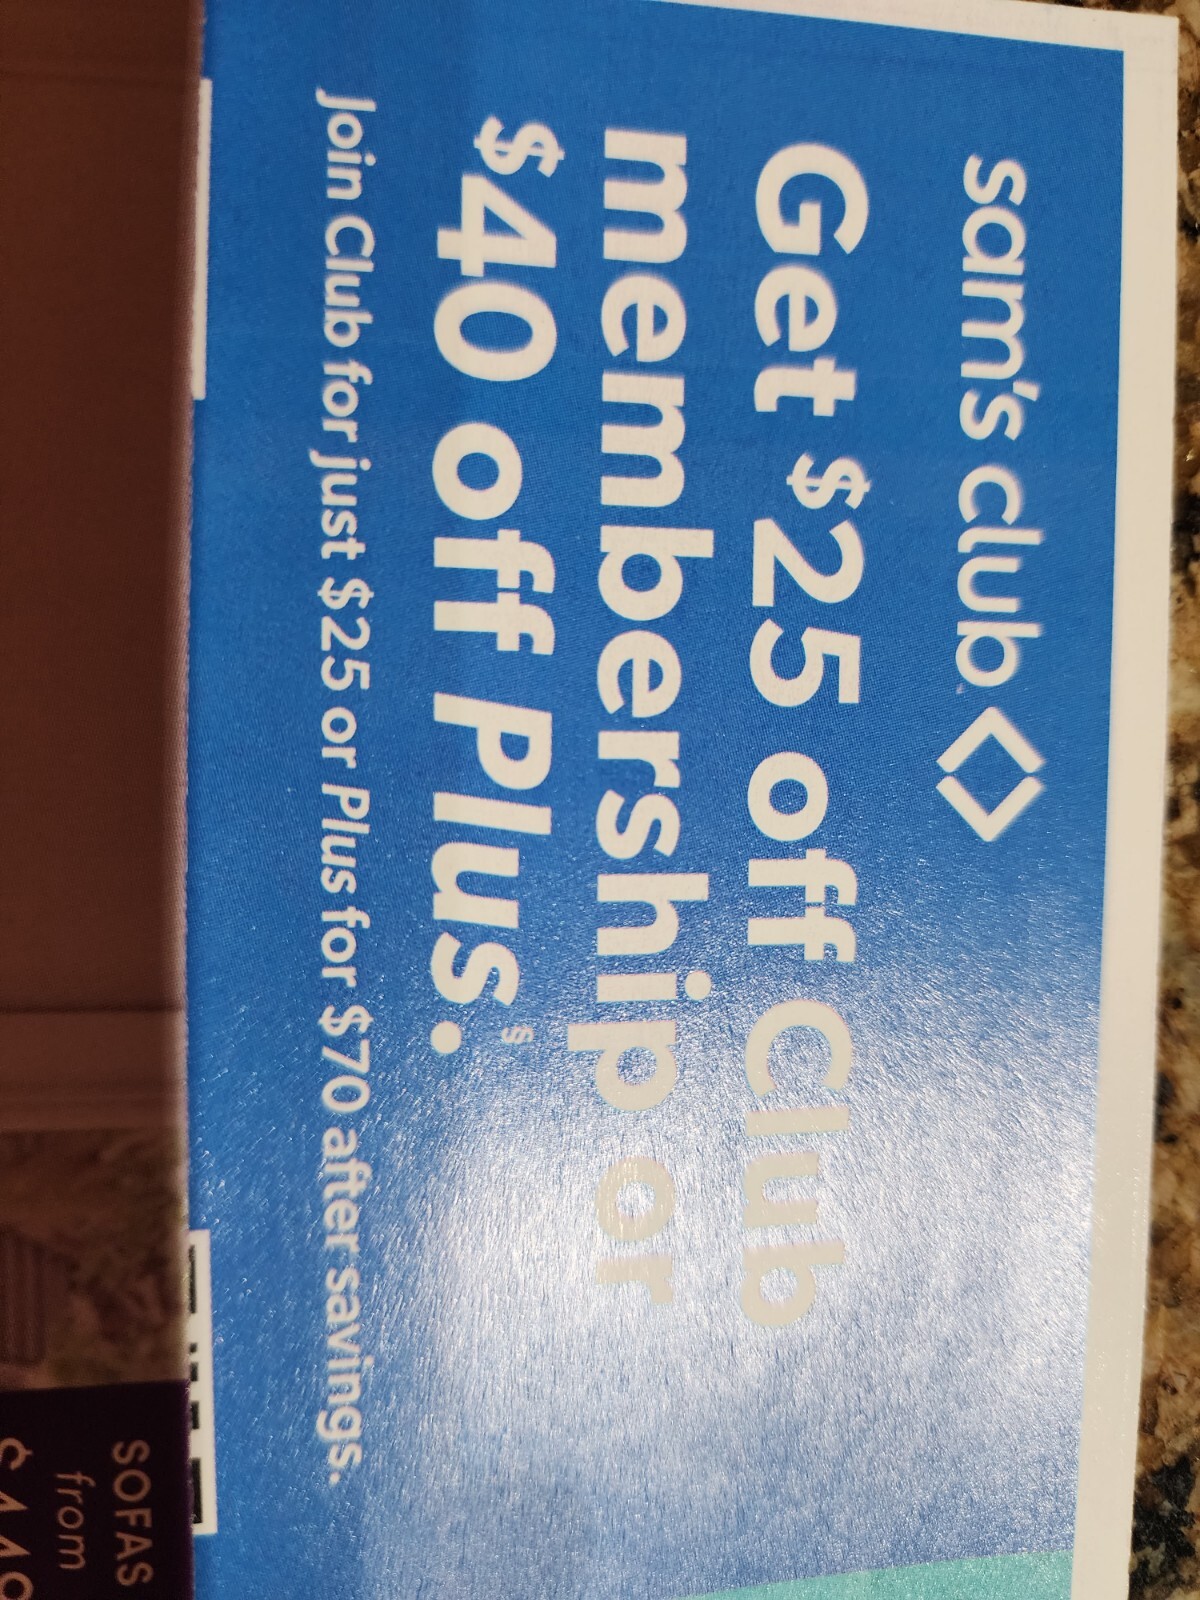 sam's club
Get $25 off Club
membership or
$40 off Plus.§
Join Club for just $25 or Plus for $70 after savings.
SOFAS
from